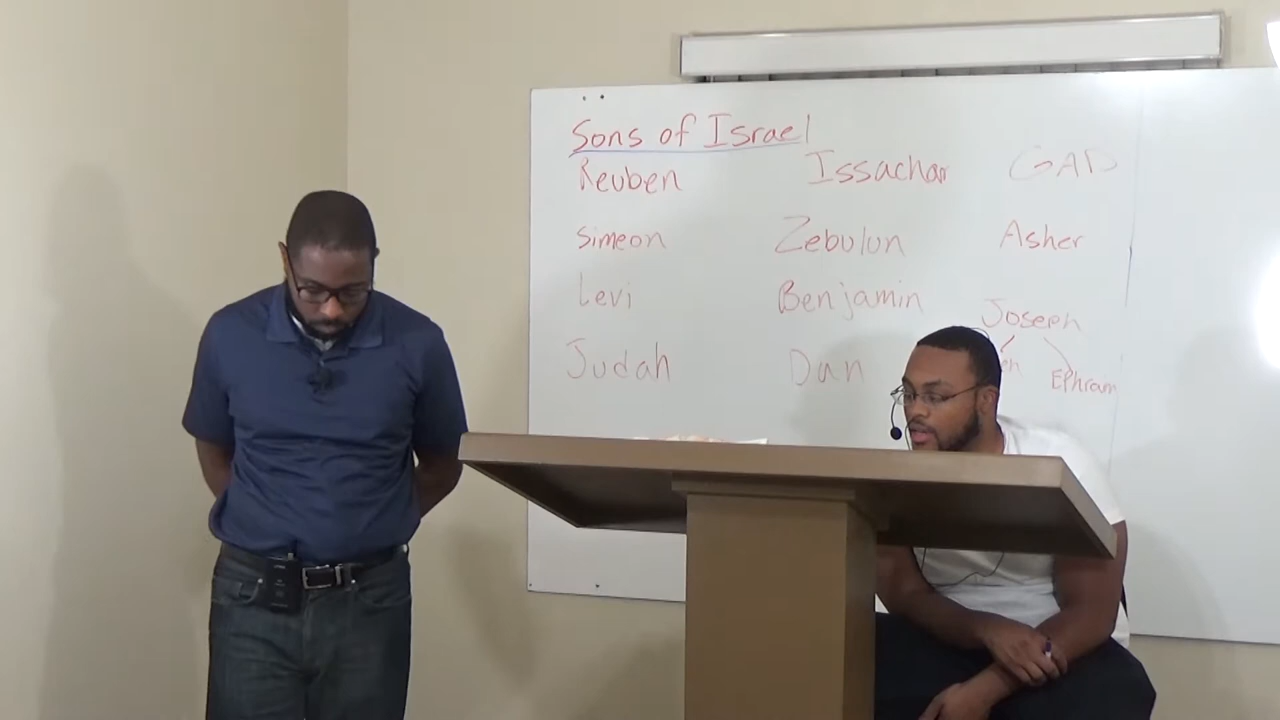 Sons of Israel
Reuben Issachar GAD
Simeon Zebulun Asher
Levi Benjamin Joseph
Judah Dan Ephram